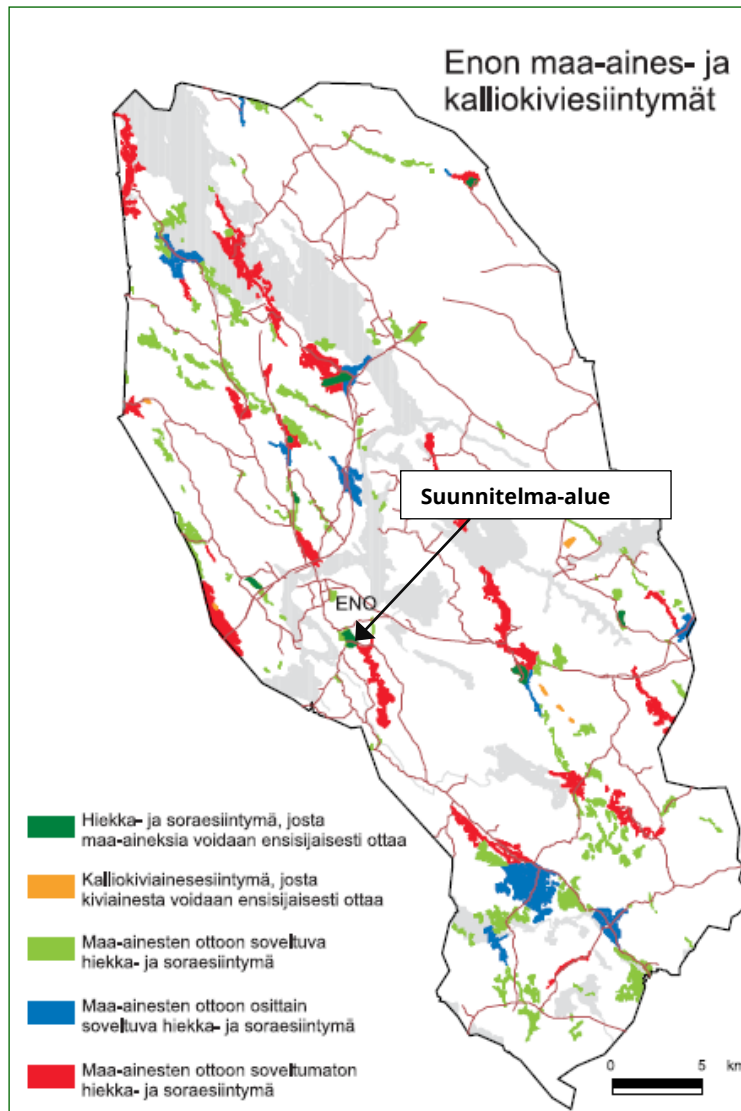 Enon maa-aines- ja
kalliokiviesiintymät
Suunnitelma-alue
ENO
Hiekka- ja soraesiintymä, josta
maa-aineksia voidaan ensisijaisesti ottaa
Kalliokiviainesesiintymä, josta
kiviainesta voidaan ensisijaisesti ottaa
Maa-ainesten ottoon soveltuva
hiekka- ja soraesiintymä
Maa-ainesten ottoon osittain
soveltuva hiekka- ja soraesiintymä
Maa-ainesten ottoon soveltumaton
hiekka- ja soraesiintymä
0 5 km